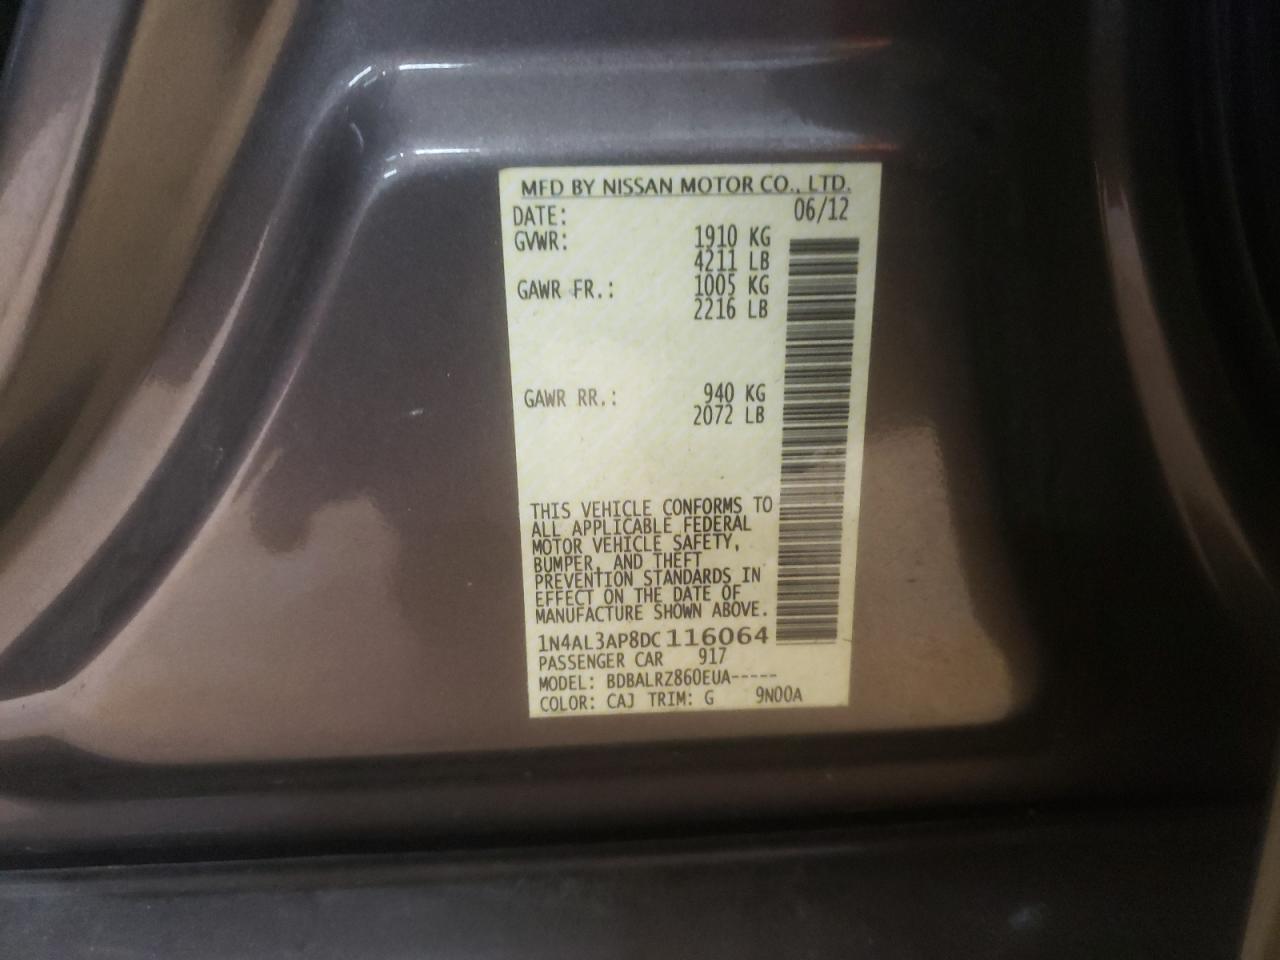 MFD BY NISSAN MOTOR CO., LTD.
DATE: 06/12
GVWR: 1910 KG
4211 LB
GAWR FR.: 1005 KG
2216 LB
GAWR RR.: 940 KG
2072 LB
THIS VEHICLE CONFORMS TO
ALL APPLICABLE FEDERAL
MOTOR VEHICLE SAFETY,
BUMPER, AND THEFT
PREVENTION STANDARDS IN
EFFECT ON THE DATE OF
MANUFACTURE SHOWN ABOVE.
1N4AL3AP8DC116064
PASSENGER CAR 917
MODEL: BDBALRZ860EUA-----
COLOR: CAJ TRIM: G 9N00A